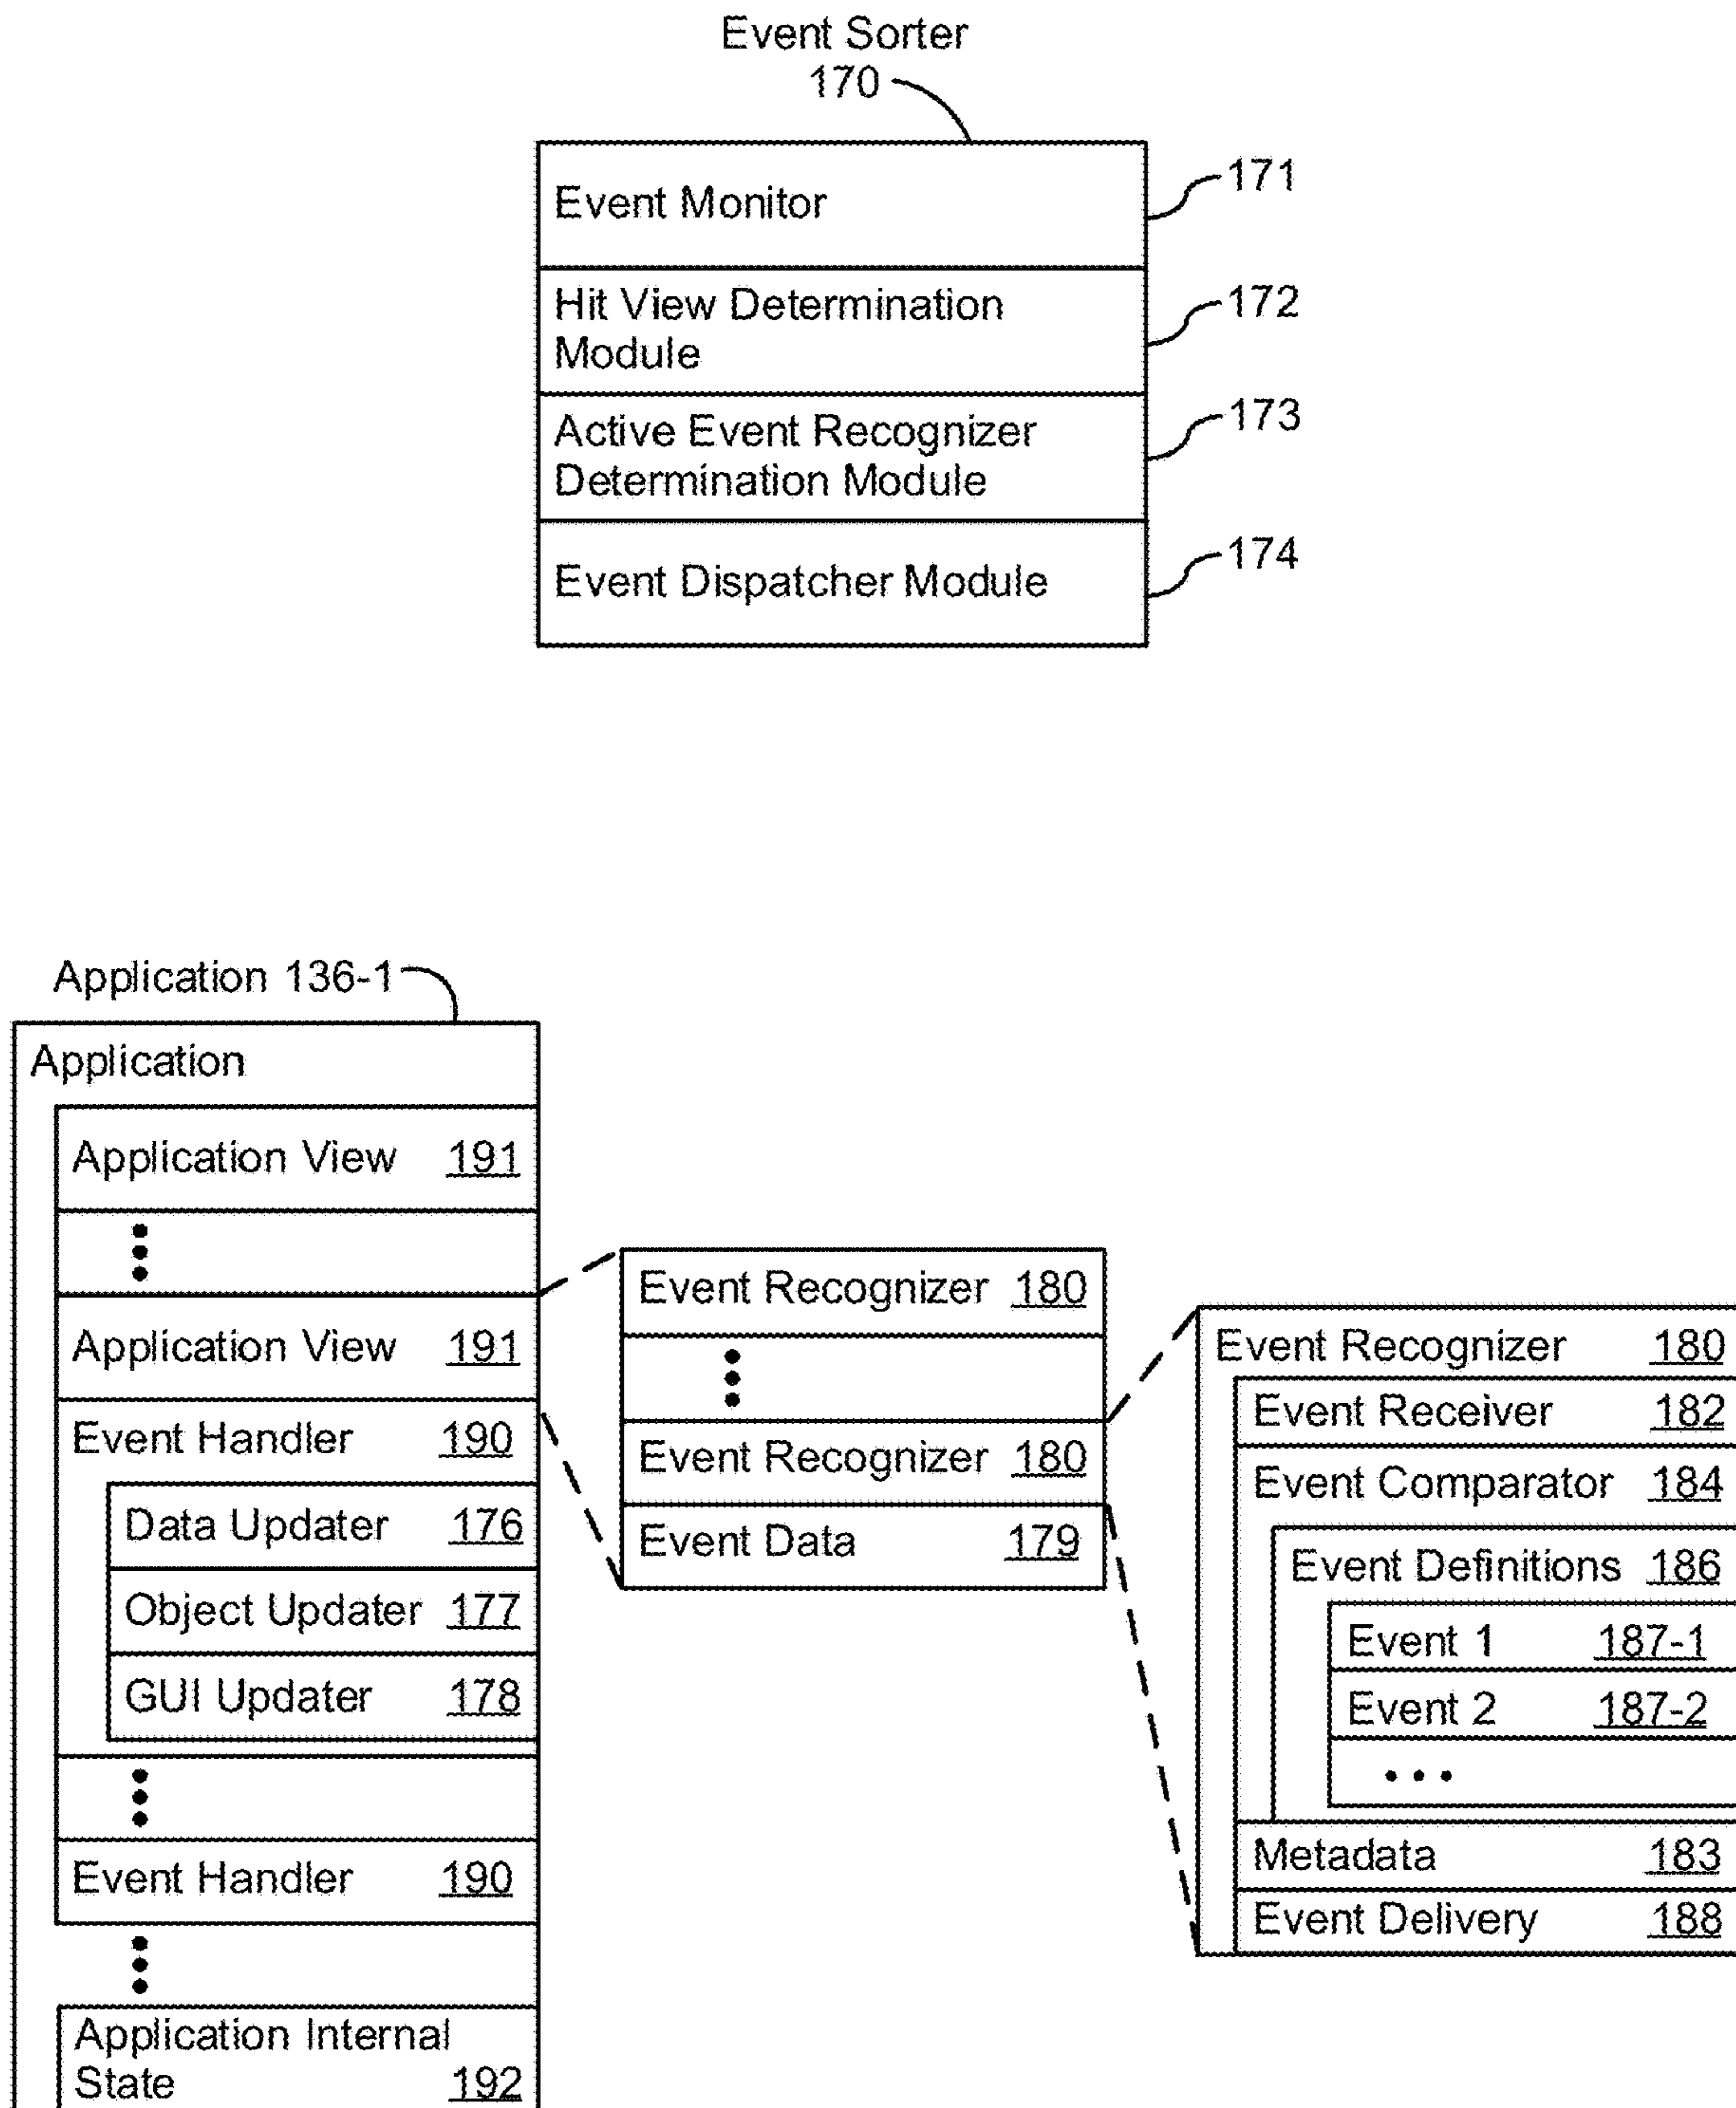 Event Sorter
170
Event Monitor
171
Hit View Determination
Module
172
Active Event Recognizer
Determination Module
173
Event Dispatcher Module
174
Application 136-1
Application
Application View 191
Application View 191
Event Handler 190
Data Updater 176
Object Updater 177
GUI Updater 178
Event Handler 190
Application Internal
State 192
Event Recognizer 180
Event Recognizer 180
Event Data 179
Event Recognizer 180
Event Receiver 182
Event Comparator 184
Event Definitions 186
Event 1 187-1
Event 2 187-2
• • •
Metadata 183
Event Delivery 188